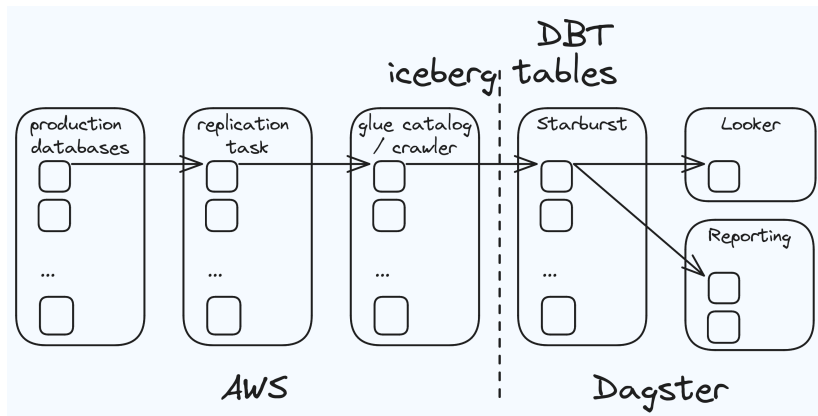 DBT
iceberg tables
production
databases
replication
task
glue catalog
/ crawler
Starburst
Looker
Reporting
...
...
...
...
AWS
Dagster